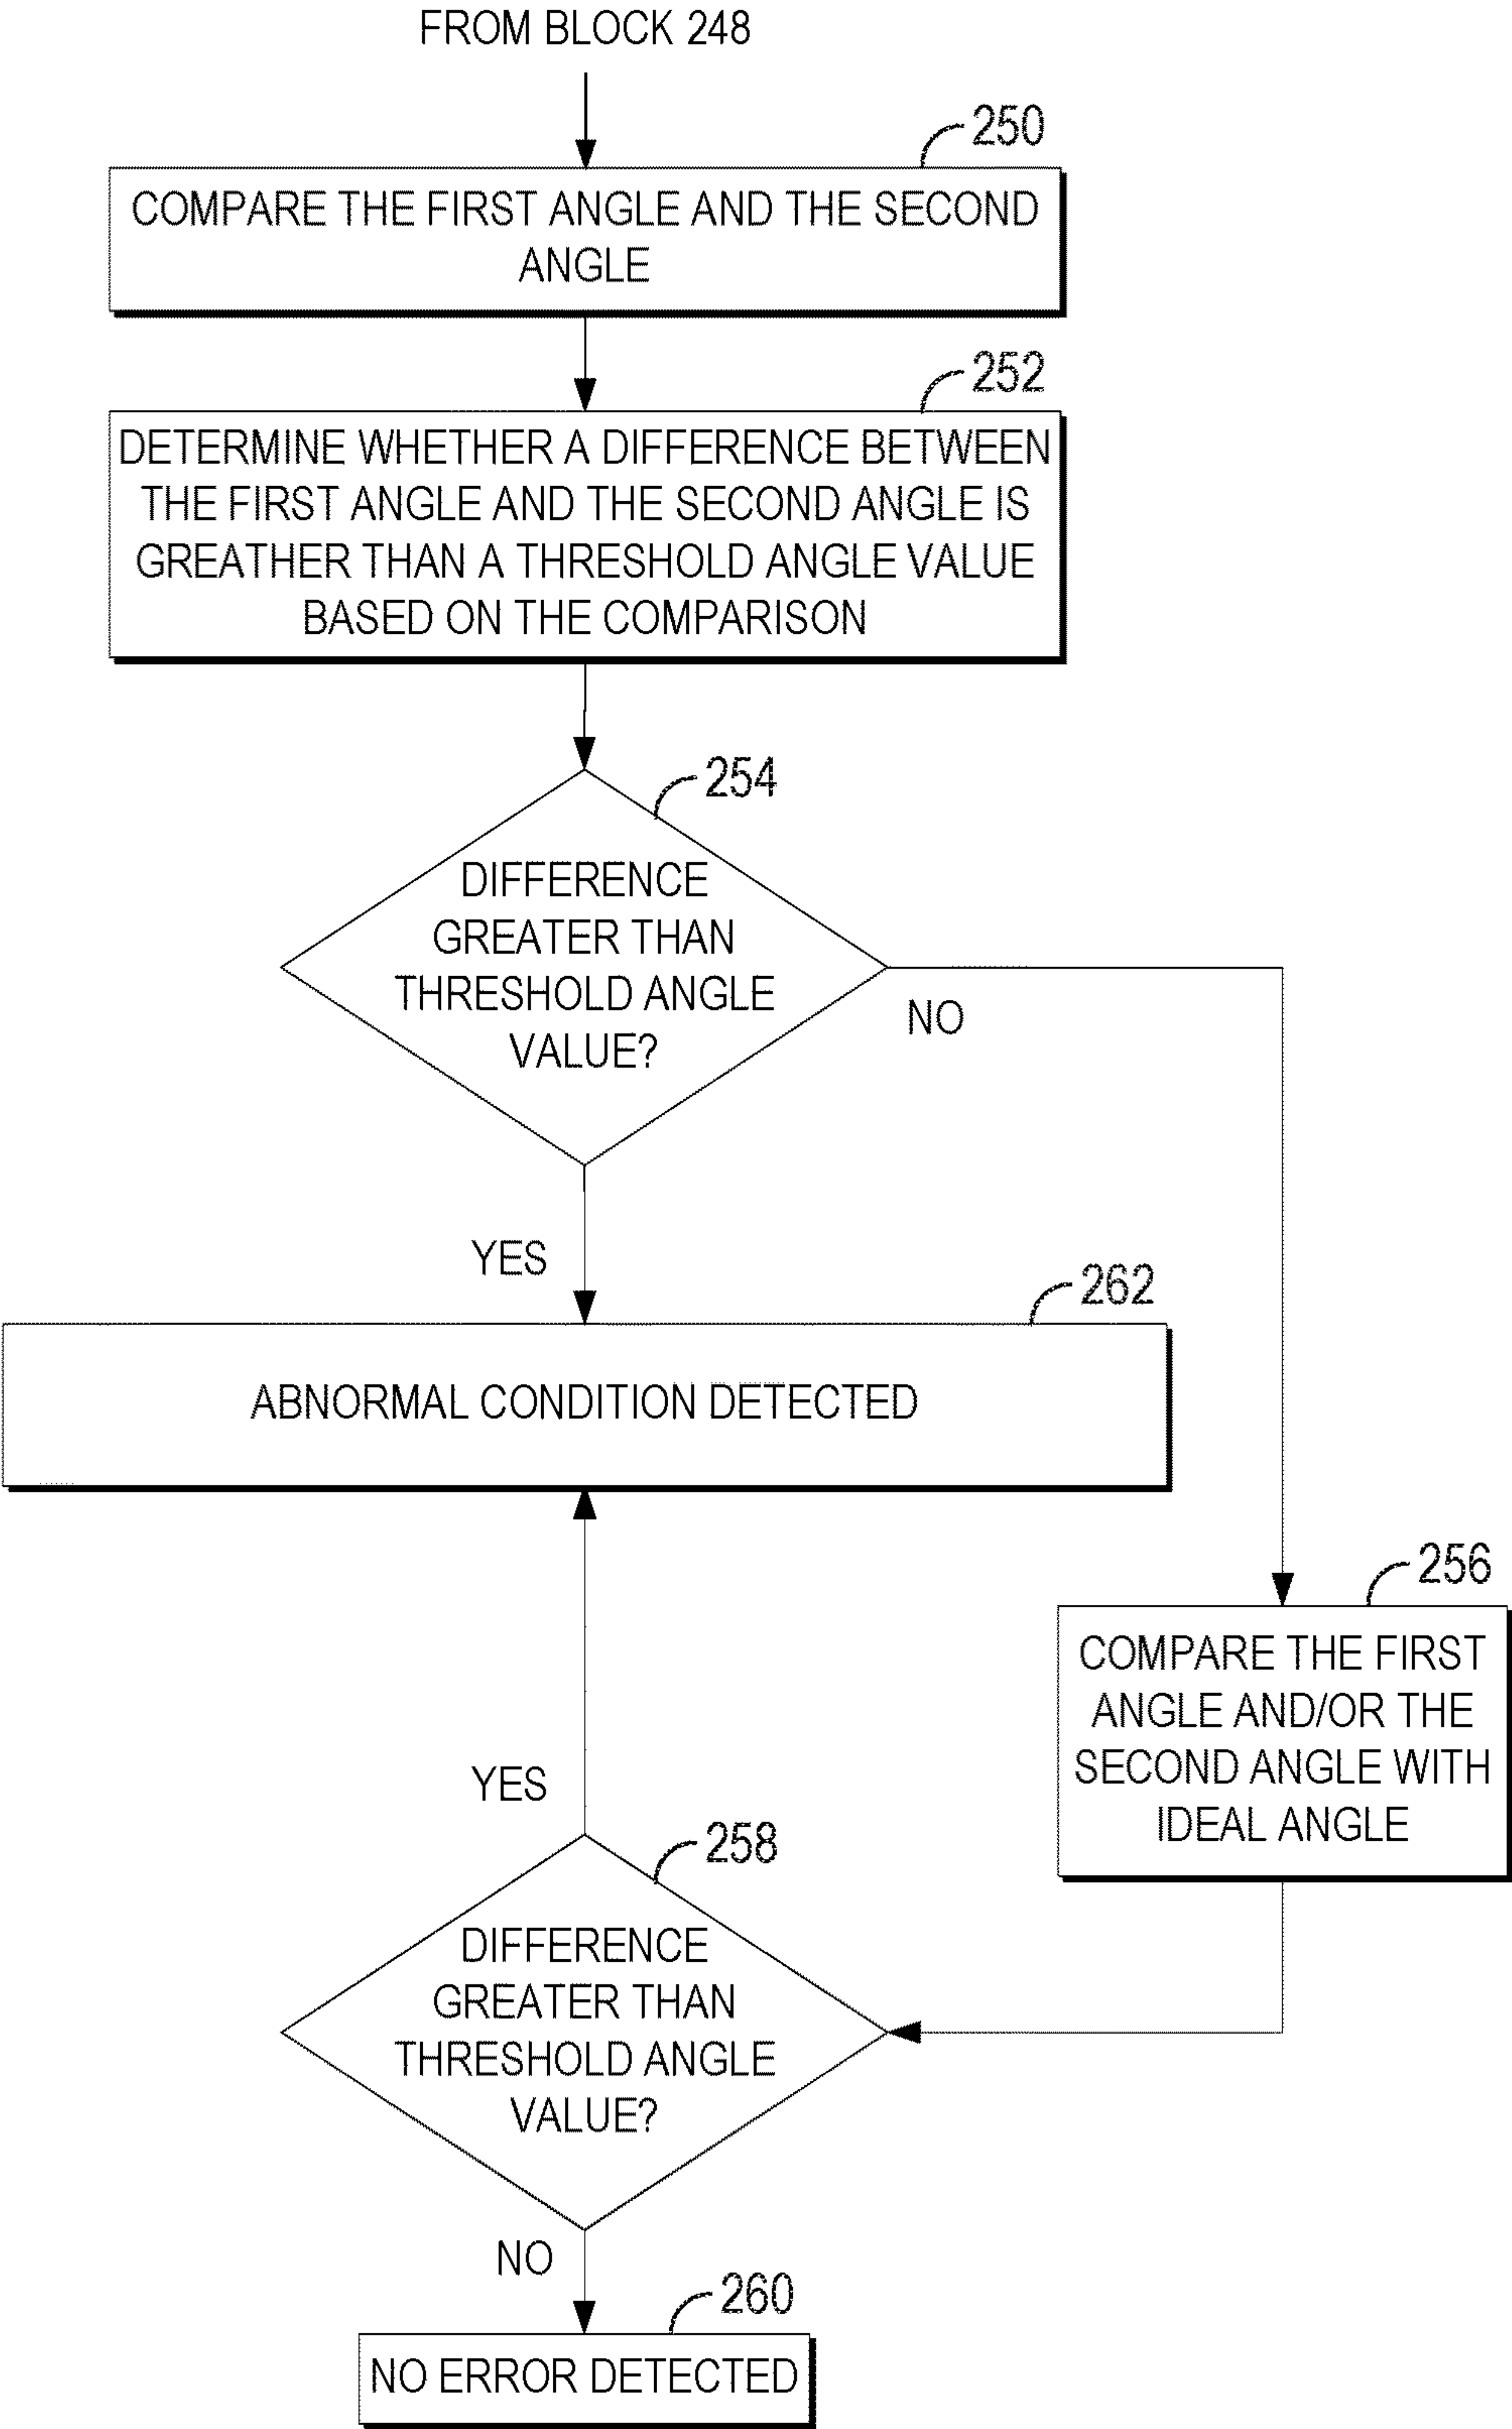 FROM BLOCK 248
250
COMPARE THE FIRST ANGLE AND THE SECOND
ANGLE
252
DETERMINE WHETHER A DIFFERENCE BETWEEN
THE FIRST ANGLE AND THE SECOND ANGLE IS
GREATHER THAN A THRESHOLD ANGLE VALUE
BASED ON THE COMPARISON
254
DIFFERENCE
GREATER THAN
THRESHOLD ANGLE
VALUE?
NO
YES
262
ABNORMAL CONDITION DETECTED
256
COMPARE THE FIRST
ANGLE AND/OR THE
SECOND ANGLE WITH
IDEAL ANGLE
YES
258
DIFFERENCE
GREATER THAN
THRESHOLD ANGLE
VALUE?
NO
260
NO ERROR DETECTED